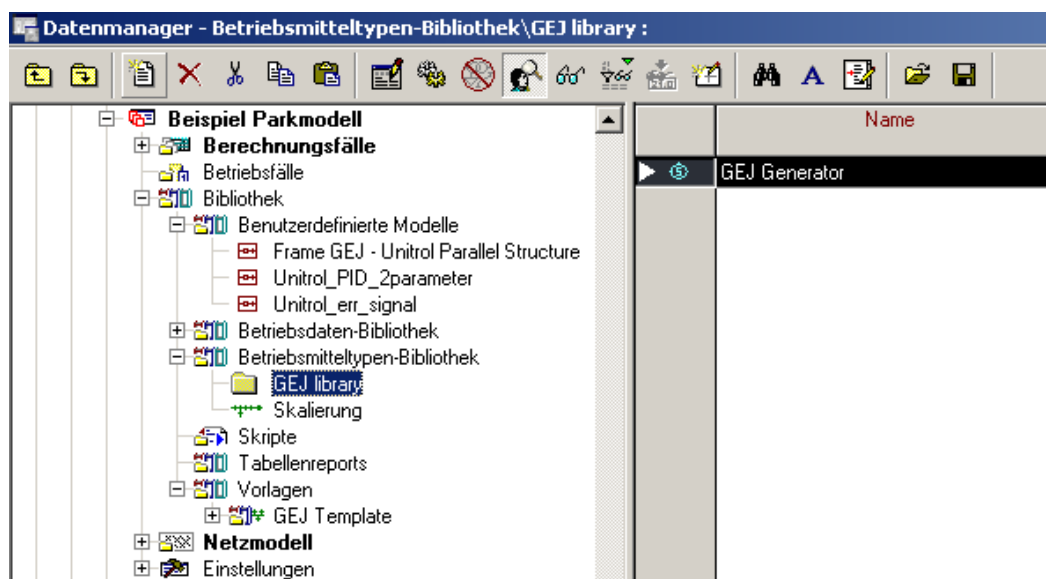 Datenmanager - Betriebsmitteltypen-Bibliothek\GEJ library :
Beispiel Parkmodell
Berechnungsfälle
Betriebsfälle
Bibliothek
Benutzerdefinierte Modelle
Frame GEJ - Unitrol Parallel Structure
Unitrol_PID_2parameter
Unitrol_err_signal
Betriebsdaten-Bibliothek
Betriebsmitteltypen-Bibliothek
GEJ library
Skalierung
Skripte
Tabellenreports
Vorlagen
GEJ Template
Netzmodell
Einstellungen
Name
GEJ Generator